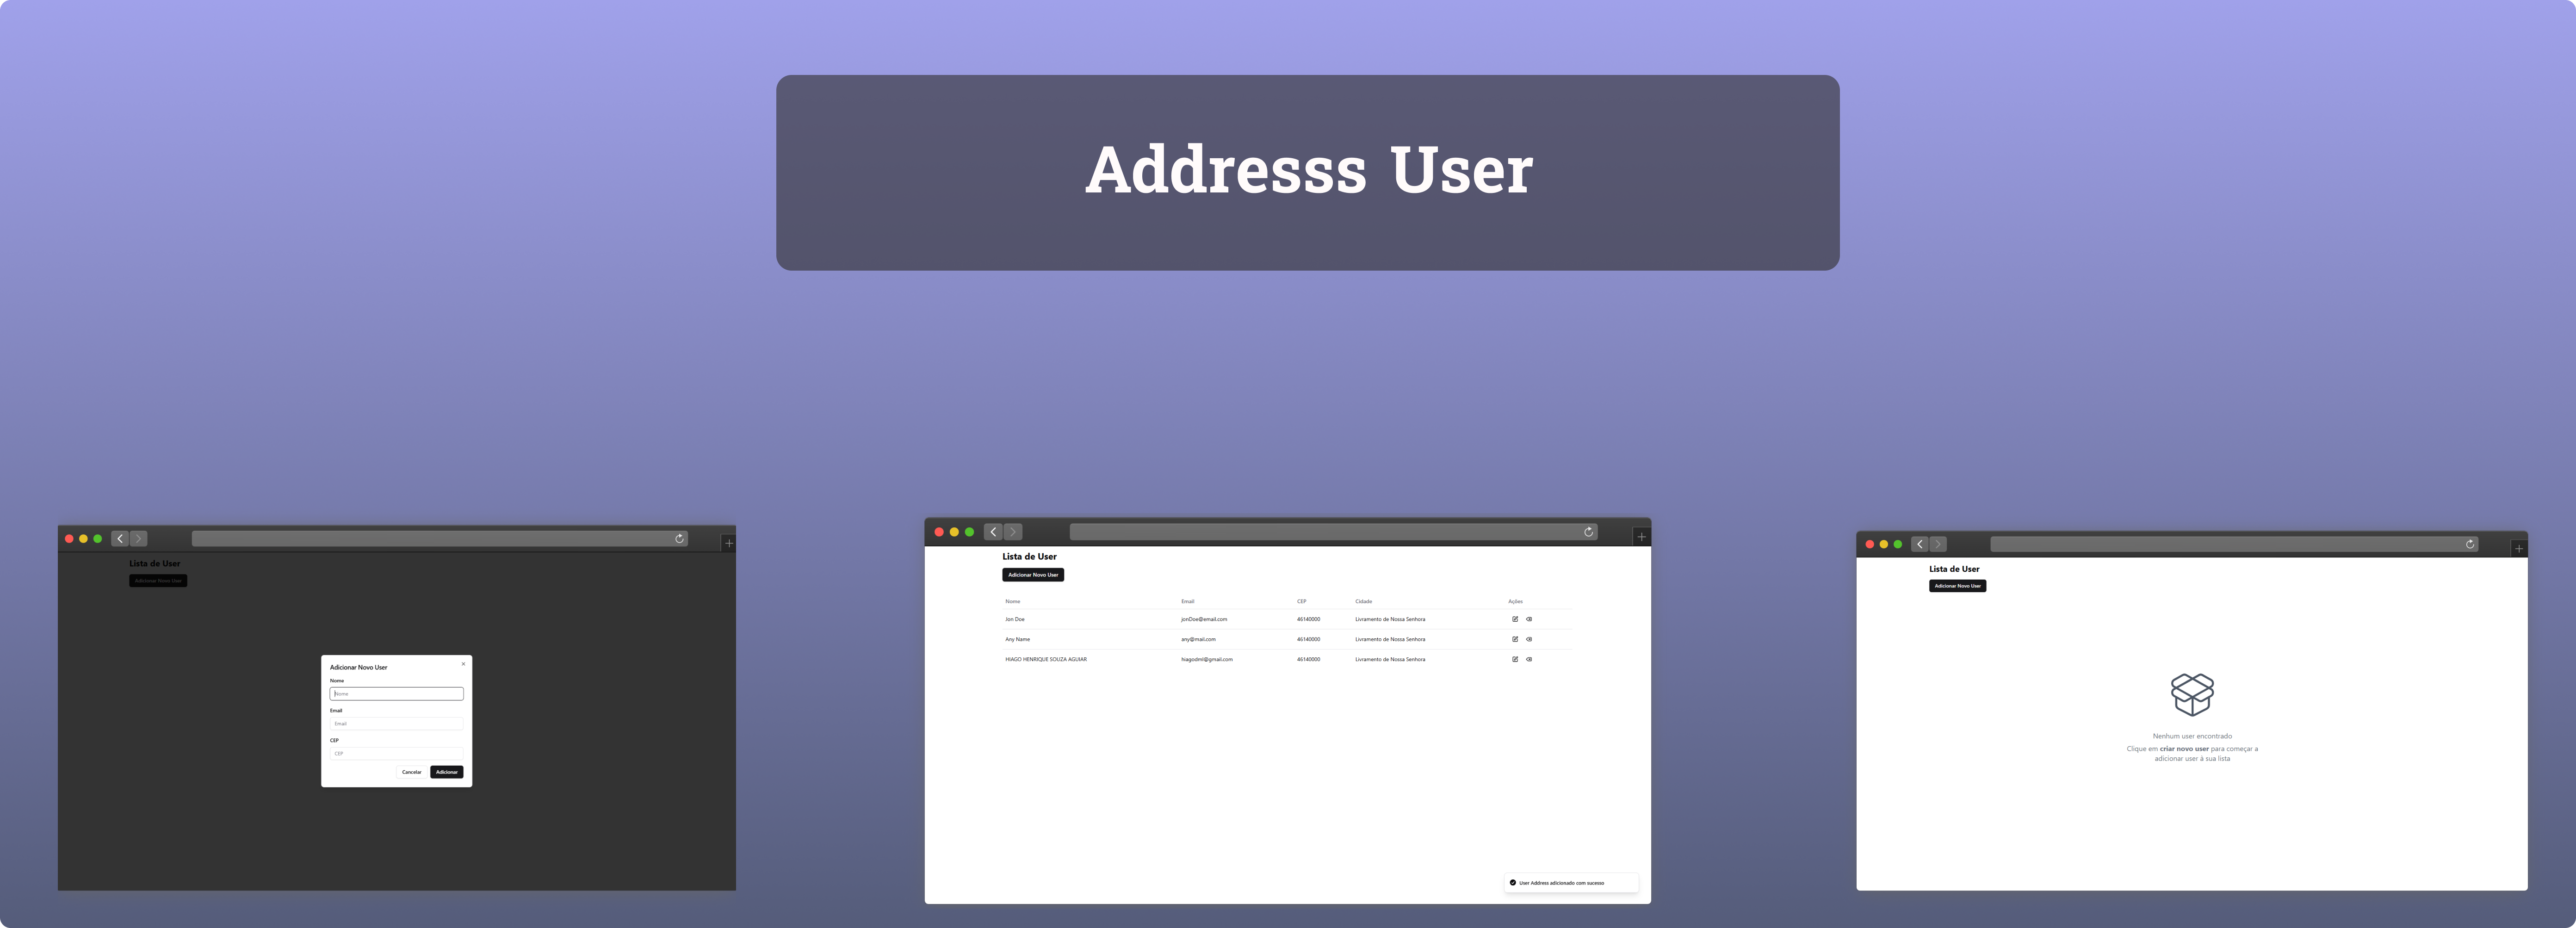 Addresss User
Lista de User
Adicionar Novo User
Adicionar Novo User
Nome
Nome
Email
Email
CEP
CEP
Cancelar Adicionar
Lista de User
Adicionar Novo User
Nome Email CEP Cidade Ações
Jon Doe jonDoe@email.com 46140000 Livramento de Nossa Senhora
Any Name any@mail.com 46140000 Livramento de Nossa Senhora
HIAGO HENRIQUE SOUZA AGUIAR hiagodml@gmail.com 46140000 Livramento de Nossa Senhora
User Address adicionado com sucesso
Lista de User
Adicionar Novo User
Nenhum user encontrado
Clique em criar novo user para começar a
adicionar user à sua lista